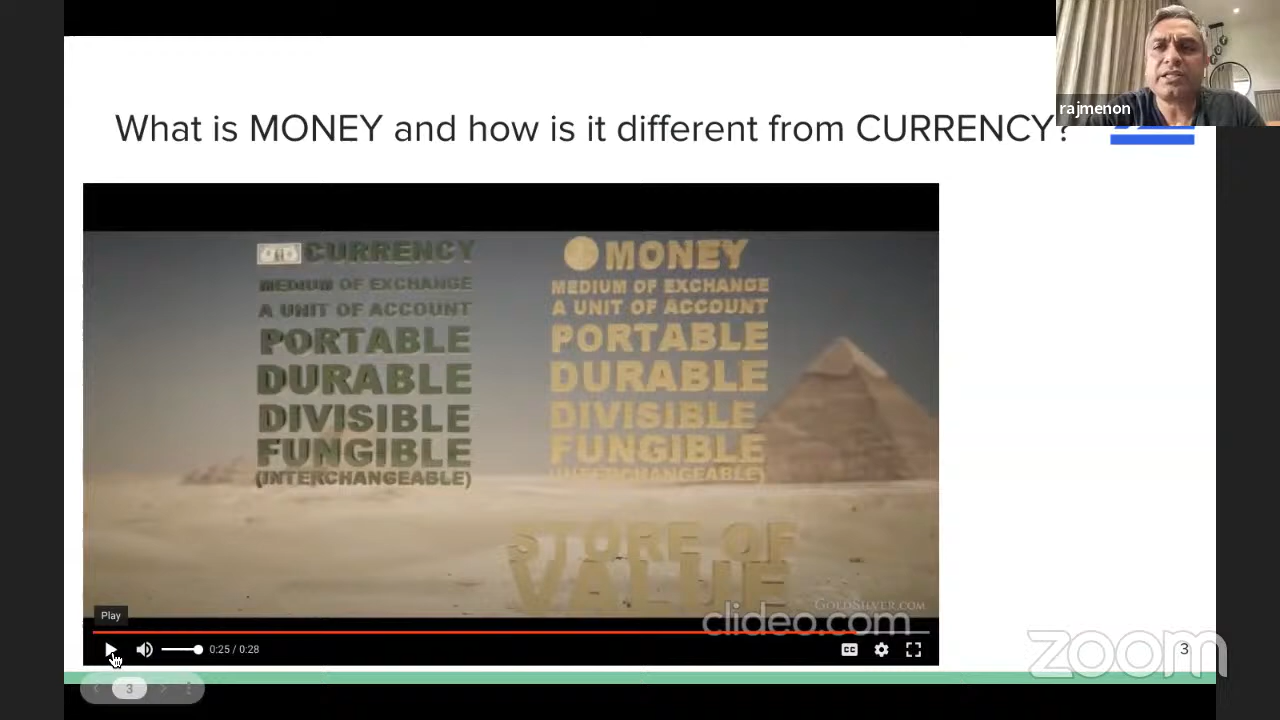 rajmenon
What is MONEY and how is it different from CURRENCY?
CURRENCY
MEDIUM OF EXCHANGE
A UNIT OF ACCOUNT
PORTABLE
DURABLE
DIVISIBLE
FUNGIBLE
(INTERCHANGEABLE)
MONEY
MEDIUM OF EXCHANGE
A UNIT OF ACCOUNT
PORTABLE
DURABLE
DIVISIBLE
FUNGIBLE
(INTERCHANGEABLE)
STORE OF
VALUE
GOLDSILVER.COM
clideo.com
Play
0:25 / 0:28
CC
zoom
3
3